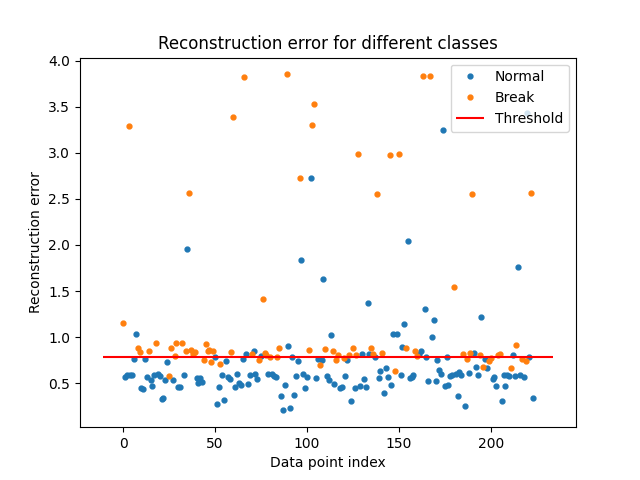 Reconstruction error for different classes
Normal
Break
Threshold
Reconstruction error
4.0
3.5
3.0
2.5
2.0
1.5
1.0
0.5
0
50
100
150
200
Data point index